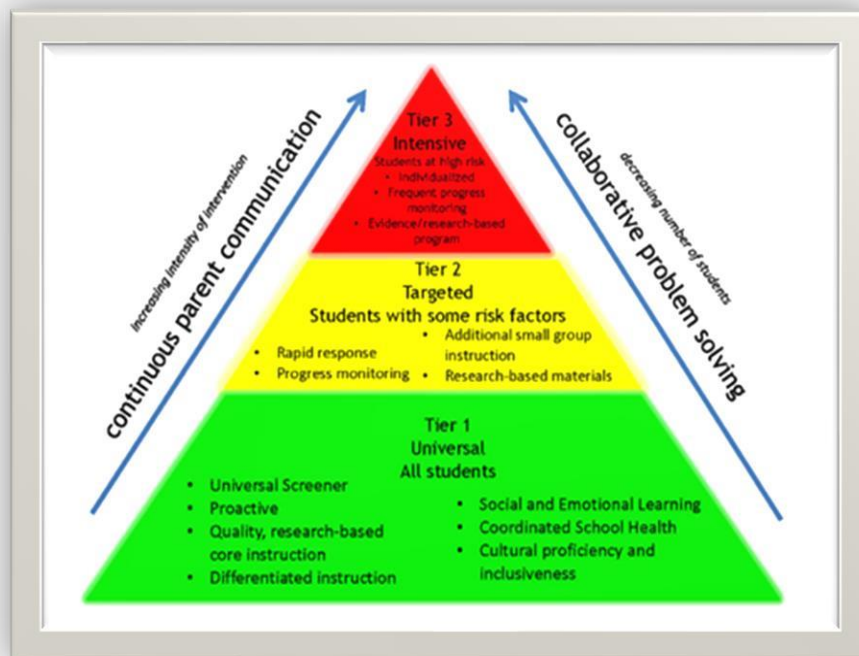 Tier 3
Intensive
Students at high risk
• Individualized
• Frequent progress
monitoring
• Evidence/research-based
program
increasing intensity of intervention
continuous parent communication
collaborative problem solving
decreasing number of students
Tier 2
Targeted
Students with some risk factors
• Rapid response
• Progress monitoring
• Additional small group
instruction
• Research-based materials
Tier 1
Universal
All students
• Universal Screener
• Proactive
• Quality, research-based
core instruction
• Differentiated instruction
• Social and Emotional Learning
• Coordinated School Health
• Cultural proficiency and
inclusiveness